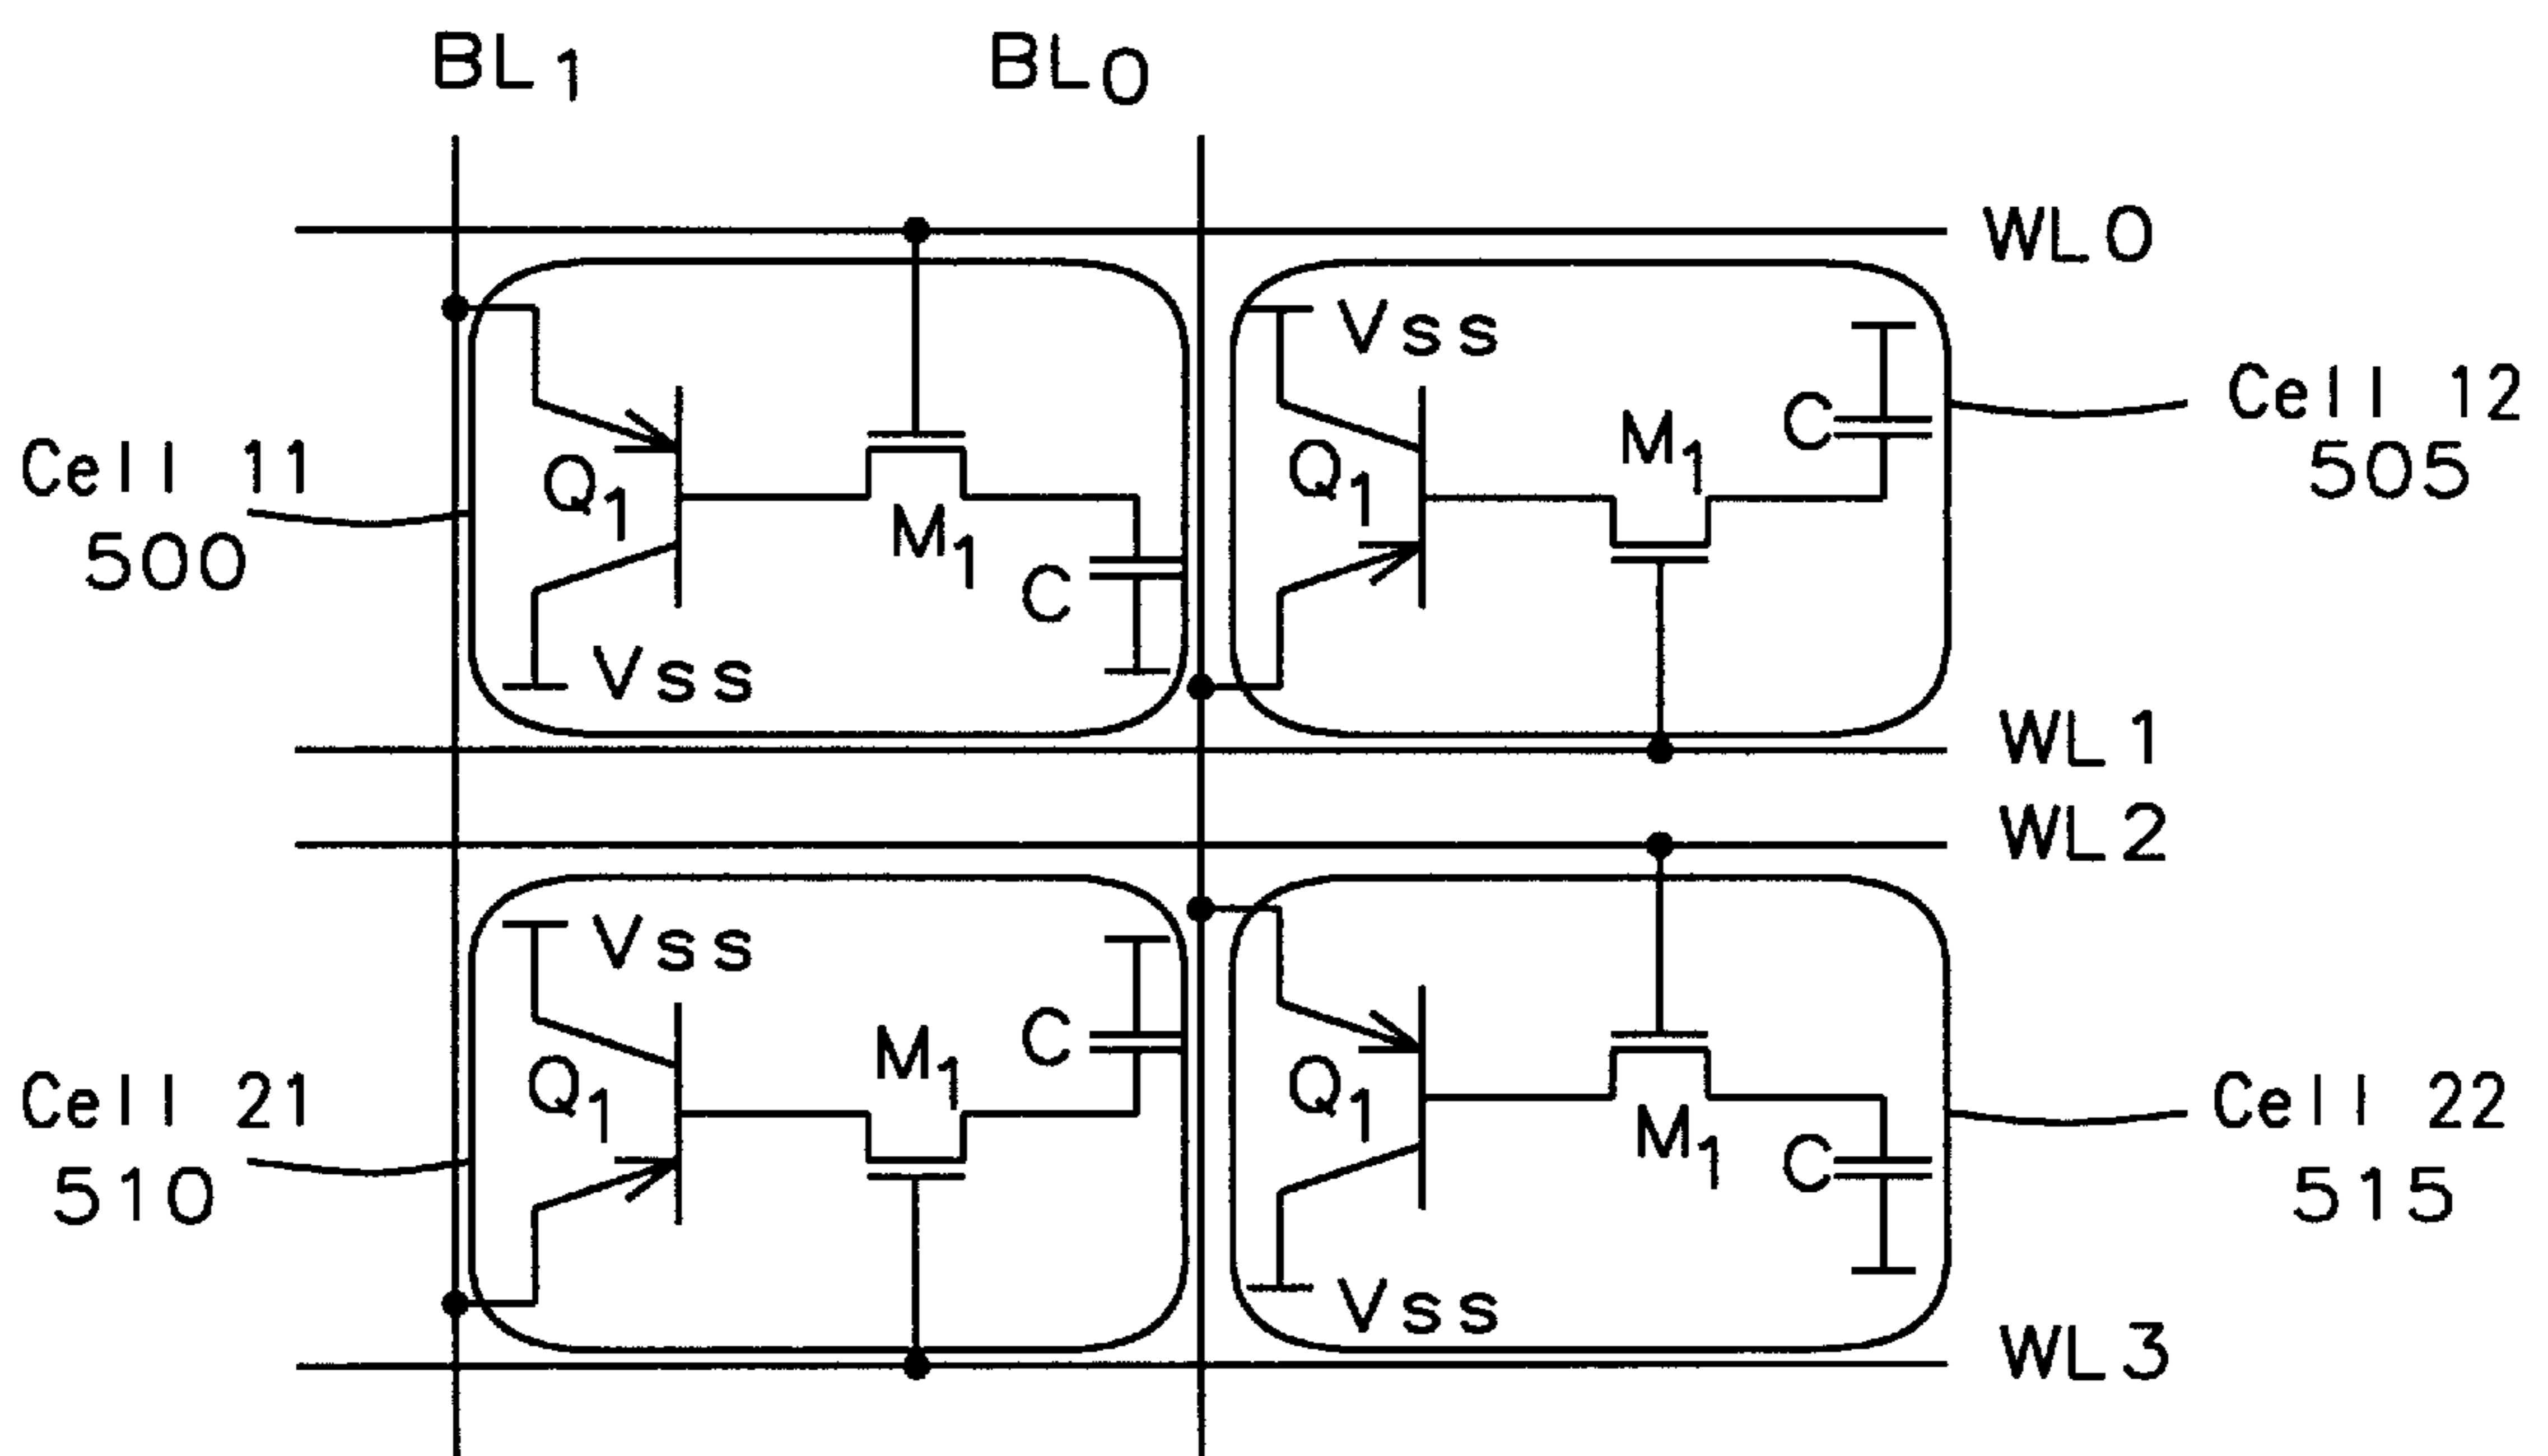 BL1 BL0
WL0
Vss
Cell 12
505
C
M1
Q1
Cell 11
500
Q1
M1
C
Vss
WL1
WL2
Vss
C
M1
Q1
Cell 21
510
Q1
M1
C
Cell 22
515
Vss
WL3